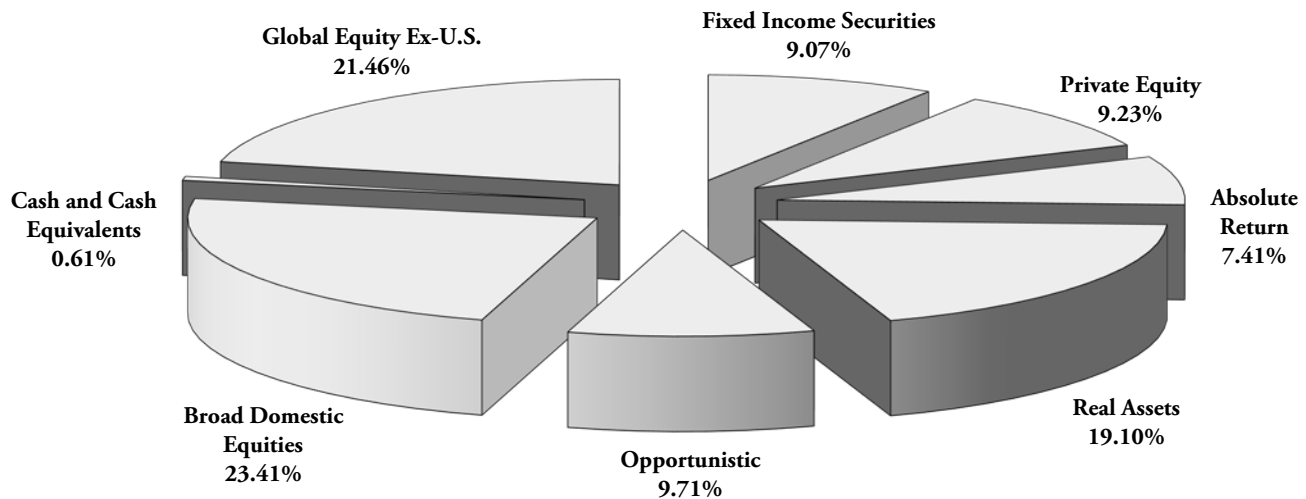 Fixed Income Securities
9.07%
Global Equity Ex-U.S.
21.46%
Private Equity
9.23%
Absolute
Return
7.41%
Cash and Cash
Equivalents
0.61%
Broad Domestic
Equities
23.41%
Opportunistic
9.71%
Real Assets
19.10%